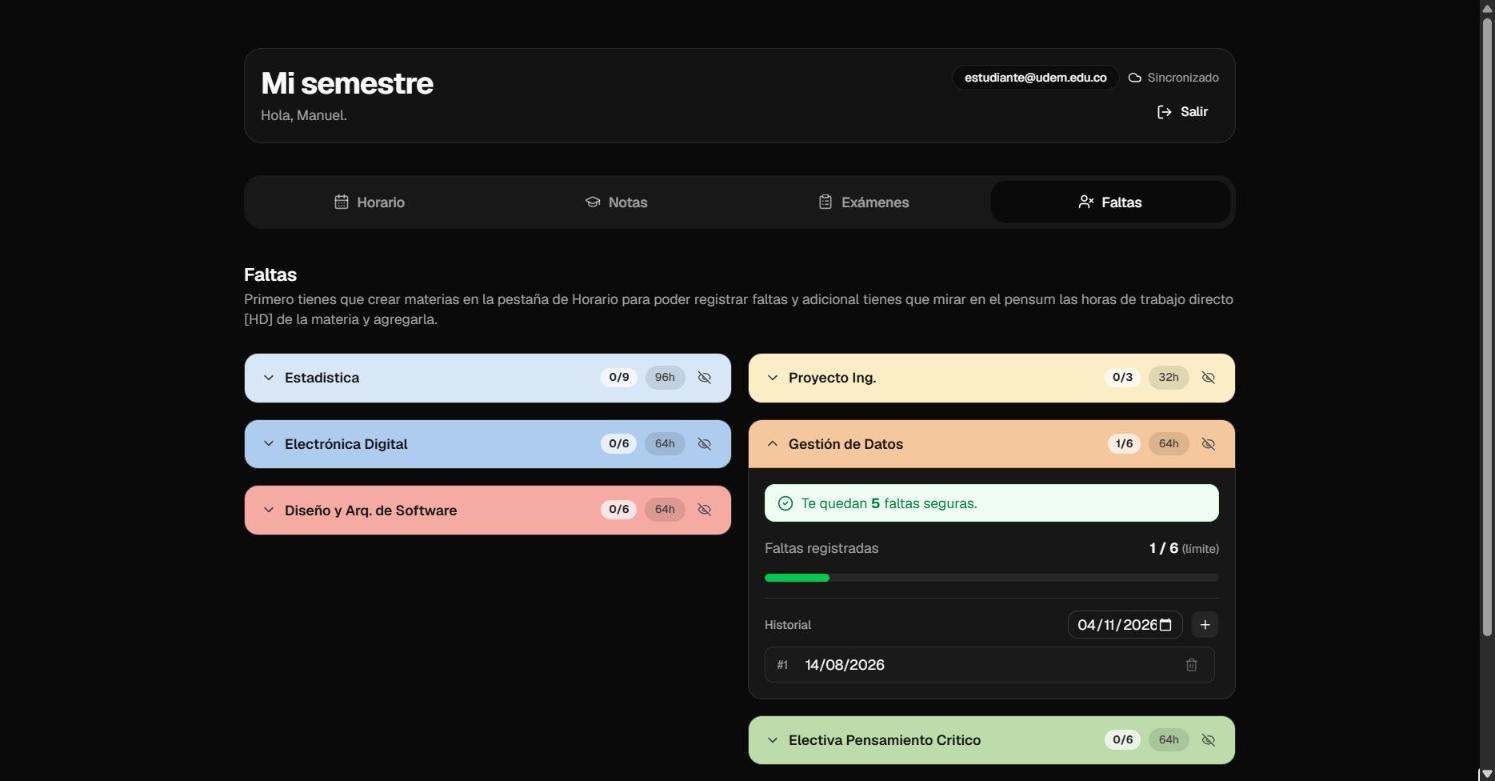 Mi semestre
estudiante@udem.edu.co
Sincronizado
Hola, Manuel.
Salir
Horario
Notas
Exámenes
Faltas
Faltas
Primero tienes que crear materias en la pestaña de Horario para poder registrar faltas y adicional tienes que mirar en el pensum las horas de trabajo directo
[HD] de la materia y agregarla.
Estadistica 0/9 96h
Electrónica Digital 0/6 64h
Diseño y Arq. de Software 0/6 64h
Proyecto Ing. 0/3 32h
Gestión de Datos 1/6 64h
Te quedan 5 faltas seguras.
Faltas registradas 1 / 6 (límite)
Historial 04/11/2026
#1 14/08/2026
Electiva Pensamiento Critico 0/6 64h